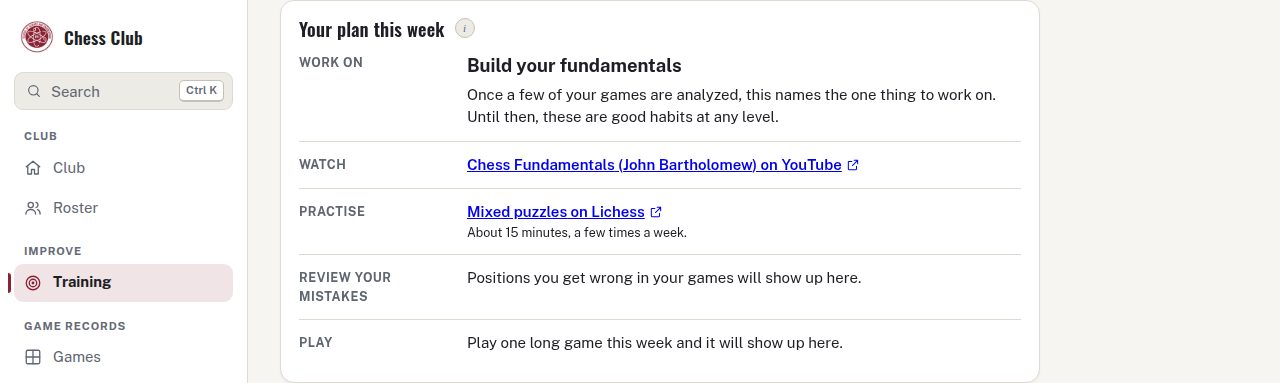 Chess Club
Search
Ctrl K
CLUB
Club
Roster
IMPROVE
Training
GAME RECORDS
Games
Your plan this week
i
WORK ON
Build your fundamentals
Once a few of your games are analyzed, this names the one thing to work on.
Until then, these are good habits at any level.
WATCH
Chess Fundamentals (John Bartholomew) on YouTube
PRACTISE
Mixed puzzles on Lichess
About 15 minutes, a few times a week.
REVIEW YOUR
MISTAKES
Positions you get wrong in your games will show up here.
PLAY
Play one long game this week and it will show up here.